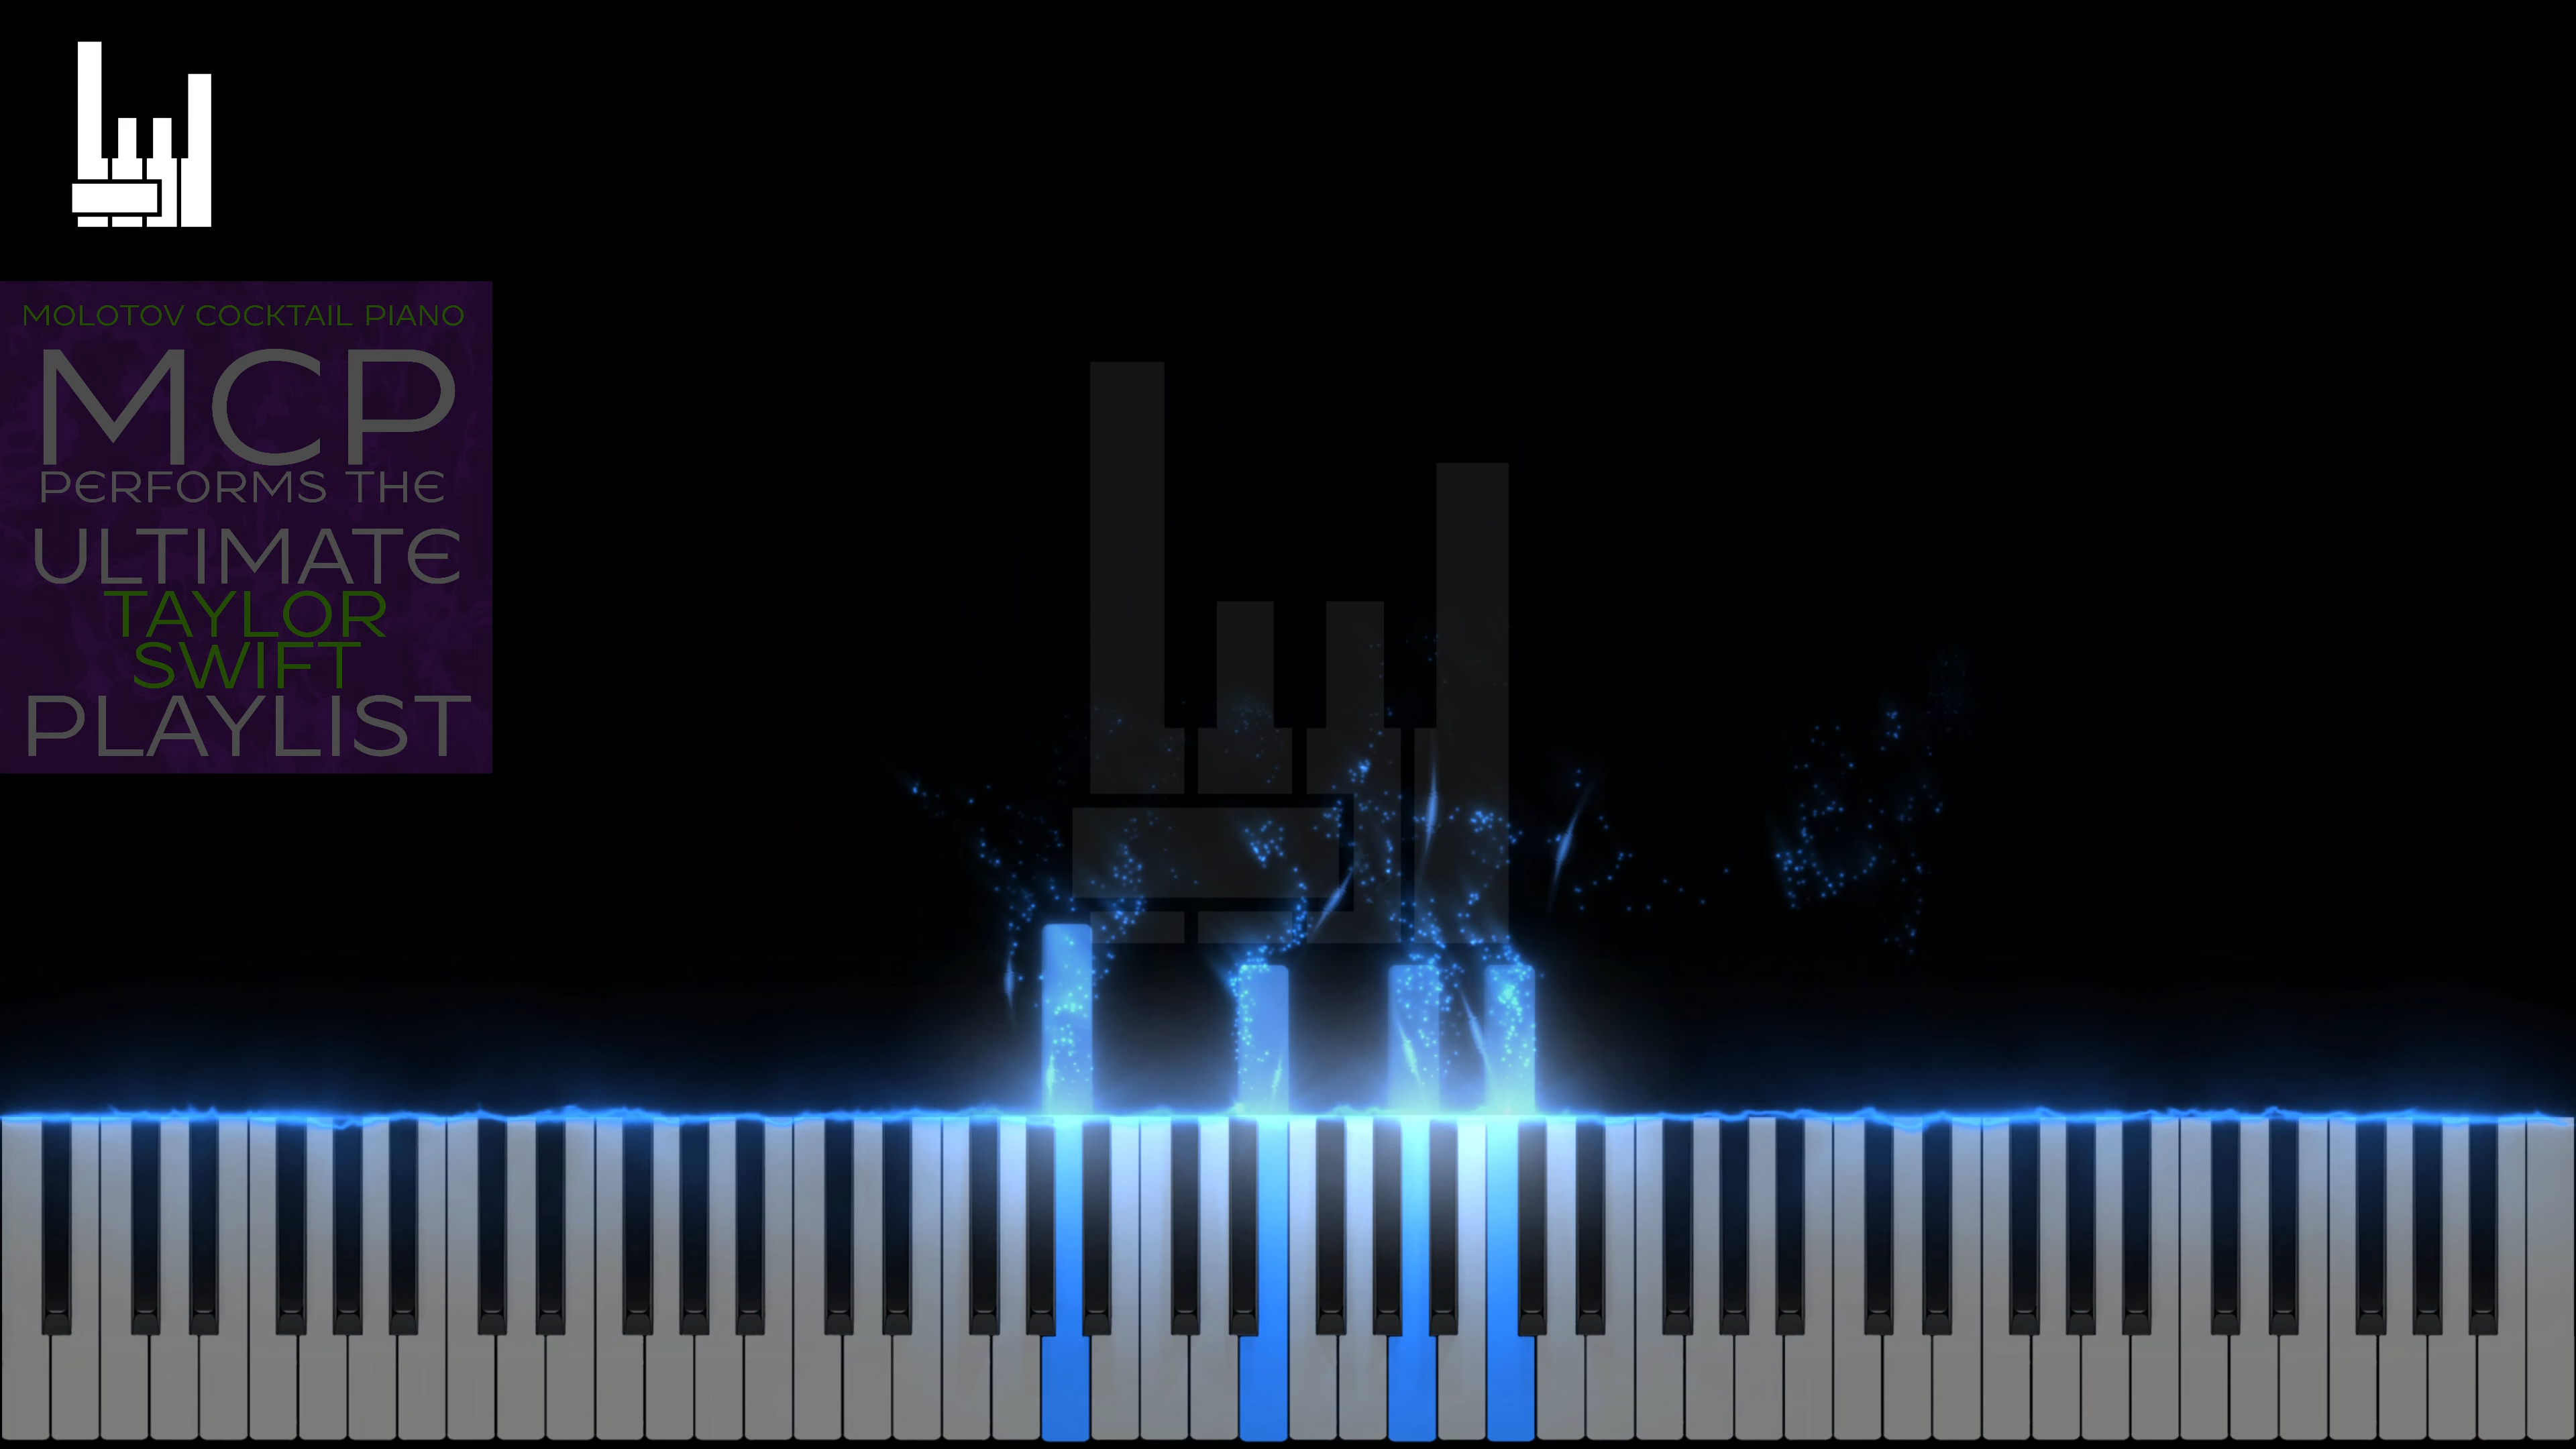 MOLOTOV COCKTAIL PIANO
MCP
PERFORMS THE
ULTIMATE
TAYLOR
SWIFT
PLAYLIST